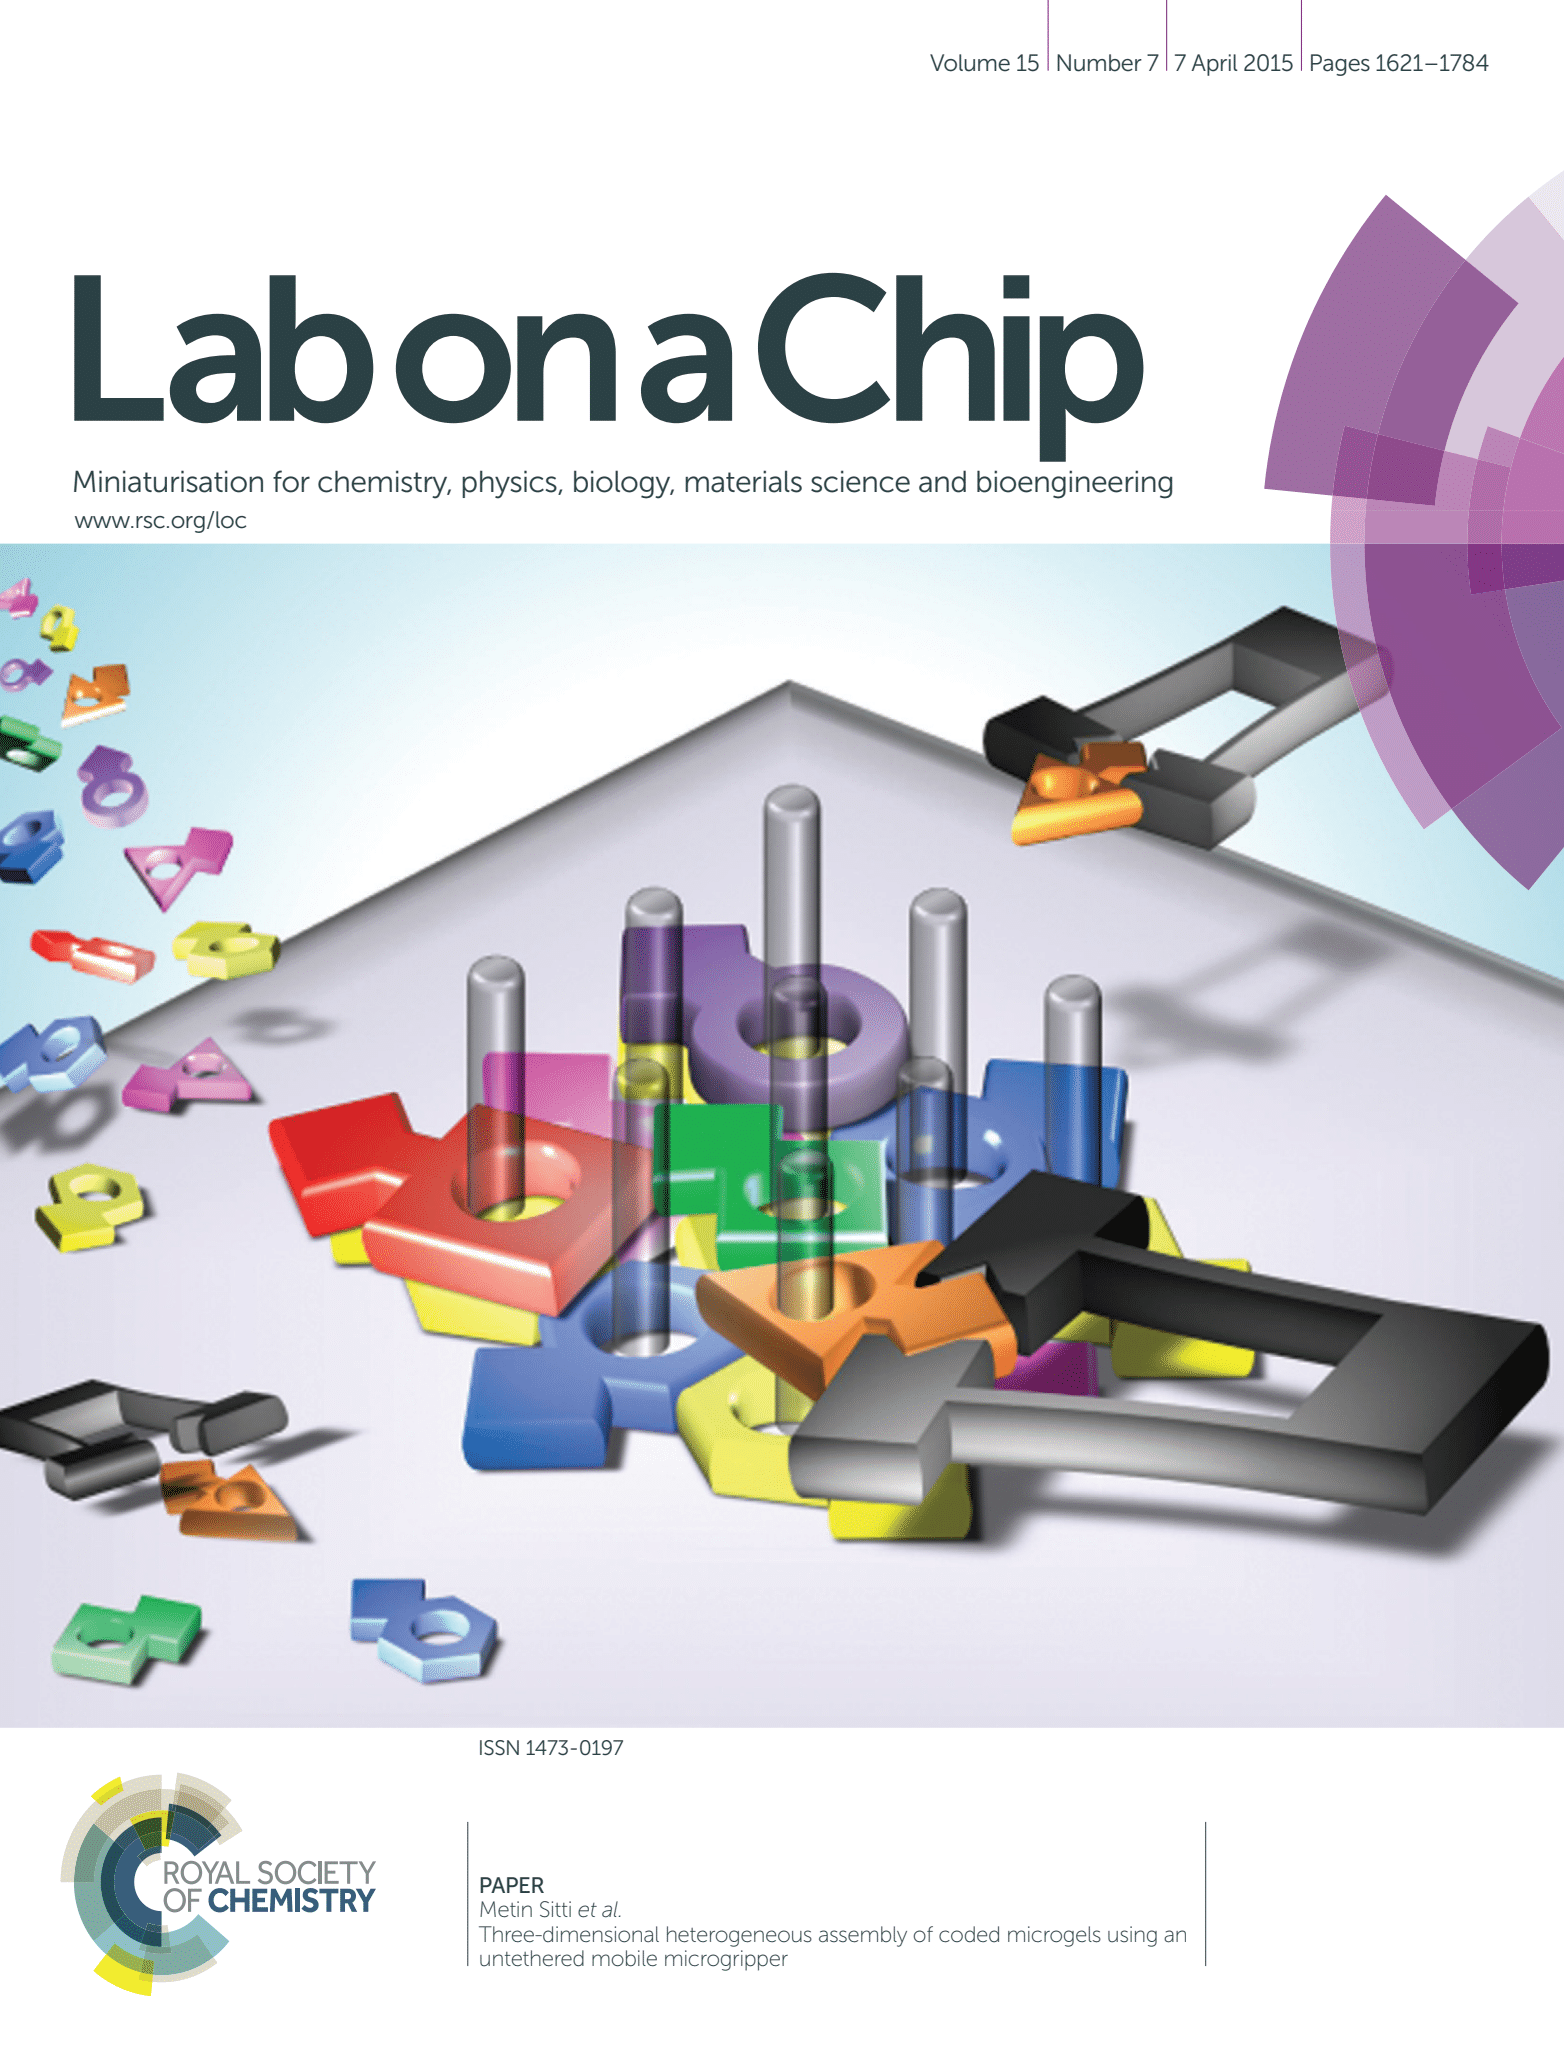 Volume 15 | Number 7 | 7 April 2015 | Pages 1621–1784
Lab on a Chip
Miniaturisation for chemistry, physics, biology, materials science and bioengineering
www.rsc.org/loc
ISSN 1473-0197
ROYAL SOCIETY
OF CHEMISTRY
PAPER
Metin Sitti et al.
Three-dimensional heterogeneous assembly of coded microgels using an
untethered mobile microgripper